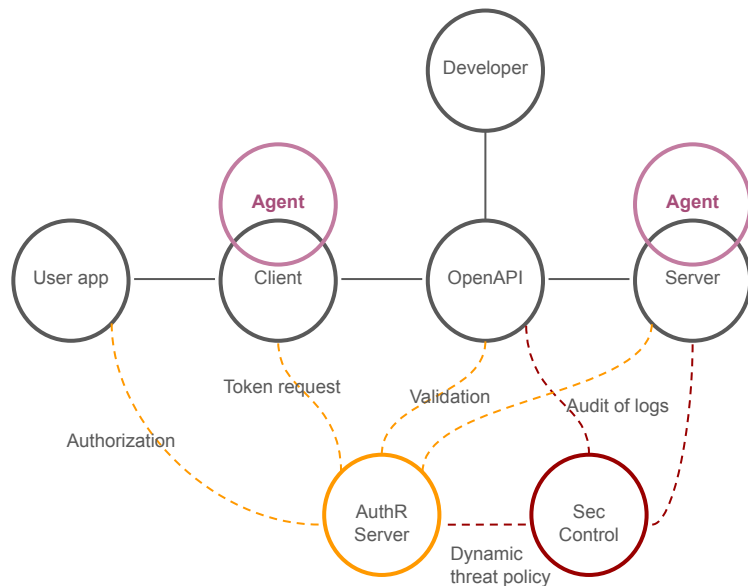 Developer
Agent
Agent
User app
Client
OpenAPI
Server
Token request
Validation
Audit of logs
Authorization
AuthR
Server
Sec
Control
Dynamic
threat policy